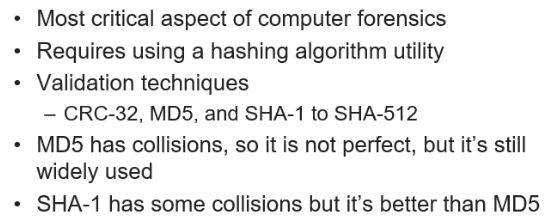 • Most critical aspect of computer forensics
• Requires using a hashing algorithm utility
• Validation techniques
– CRC-32, MD5, and SHA-1 to SHA-512
• MD5 has collisions, so it is not perfect, but it's still
widely used
• SHA-1 has some collisions but it's better than MD5